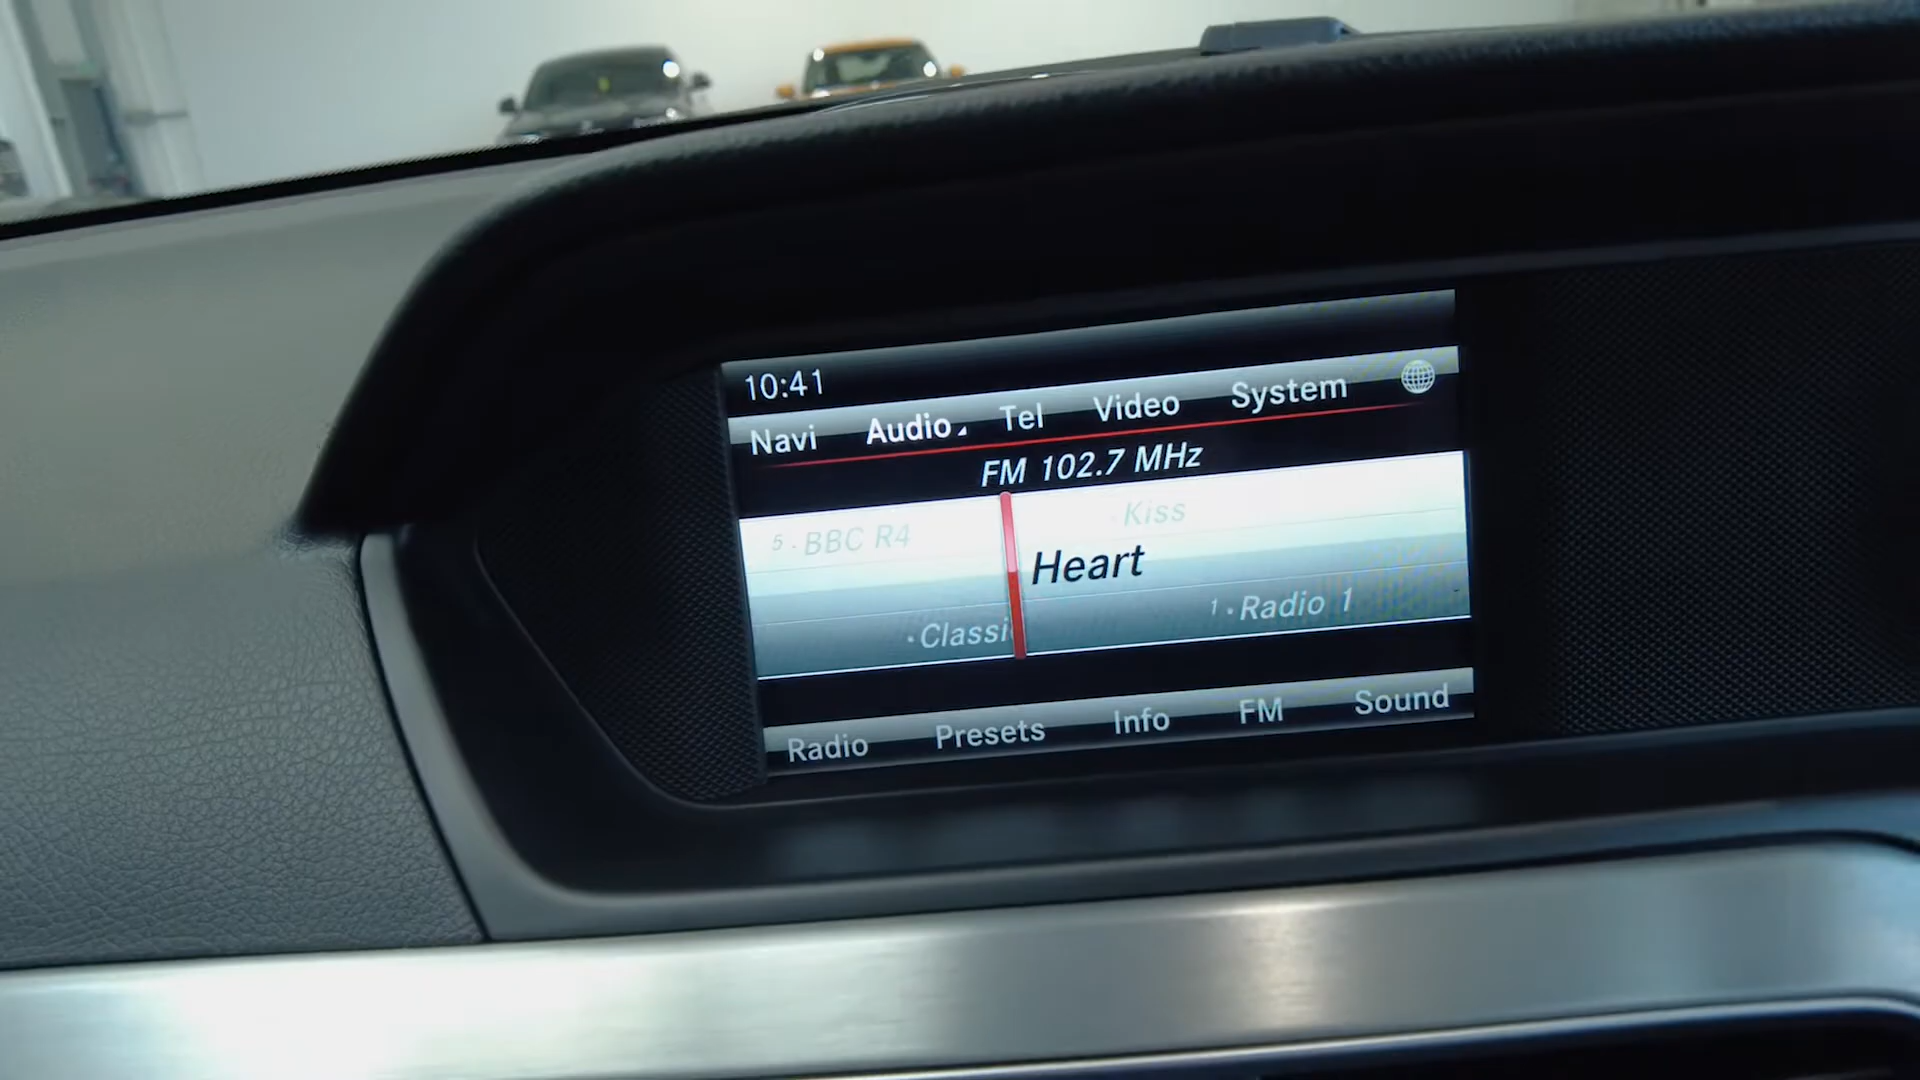 10:41
Navi Audio Tel Video System
FM 102.7 MHz
5 · BBC R4 · Kiss
Heart
· Classi 1 · Radio 1
Radio Presets Info FM Sound